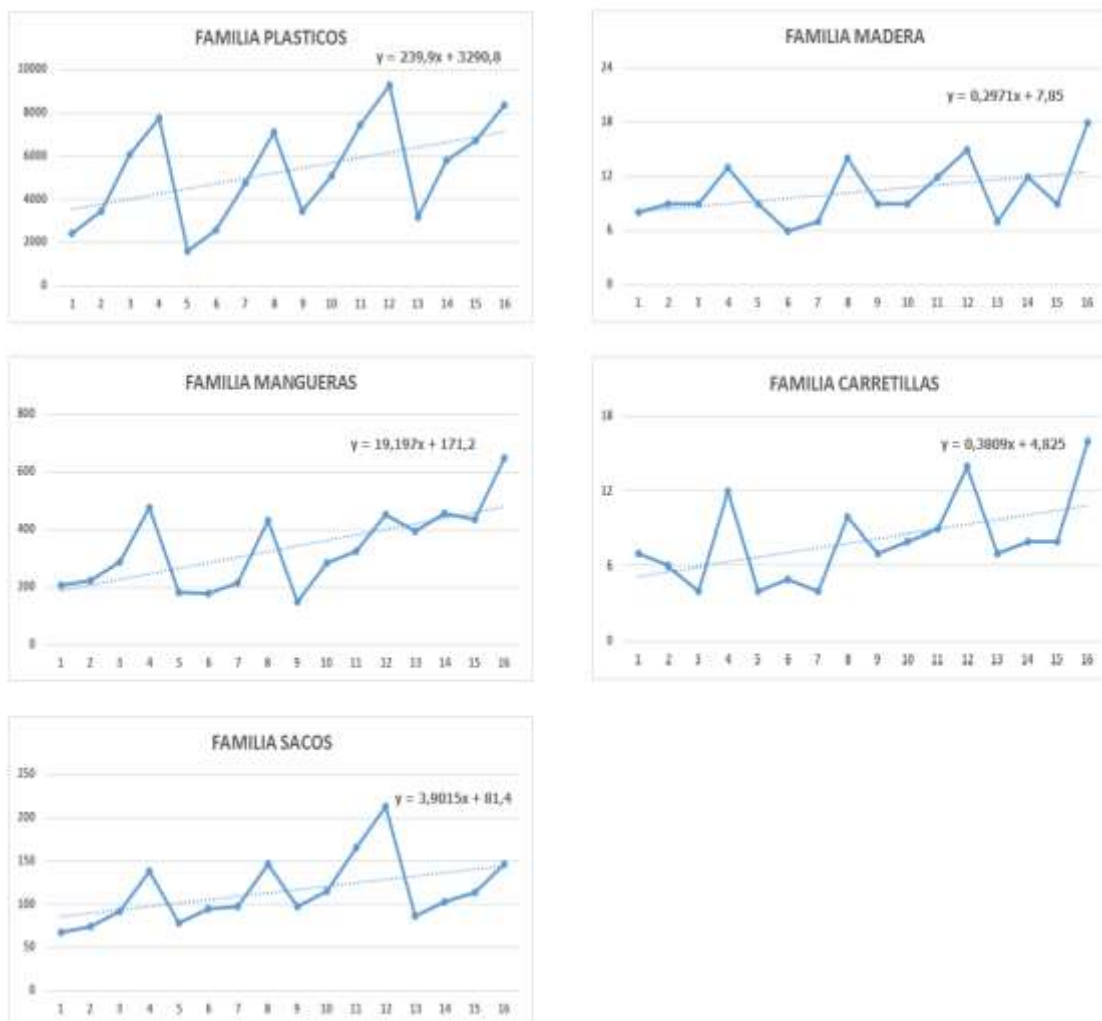 FAMILIA PLASTICOS
y = 239,9x + 3290,8
10000
8000
6000
4000
2000
0
1 2 3 4 5 6 7 8 9 10 11 12 13 14 15 16
FAMILIA MADERA
y = 0,2971x + 7,85
24
18
12
6
0
1 2 3 4 5 6 7 8 9 10 11 12 13 14 15 16
FAMILIA MANGUERAS
y = 19,197x + 171,2
800
600
400
200
0
1 2 3 4 5 6 7 8 9 10 11 12 13 14 15 16
FAMILIA CARRETILLAS
y = 0,3809x + 4,825
18
12
6
0
1 2 3 4 5 6 7 8 9 10 11 12 13 14 15 16
FAMILIA SACOS
y = 3,9015x + 81,4
250
200
150
100
50
0
1 2 3 4 5 6 7 8 9 10 11 12 13 14 15 16